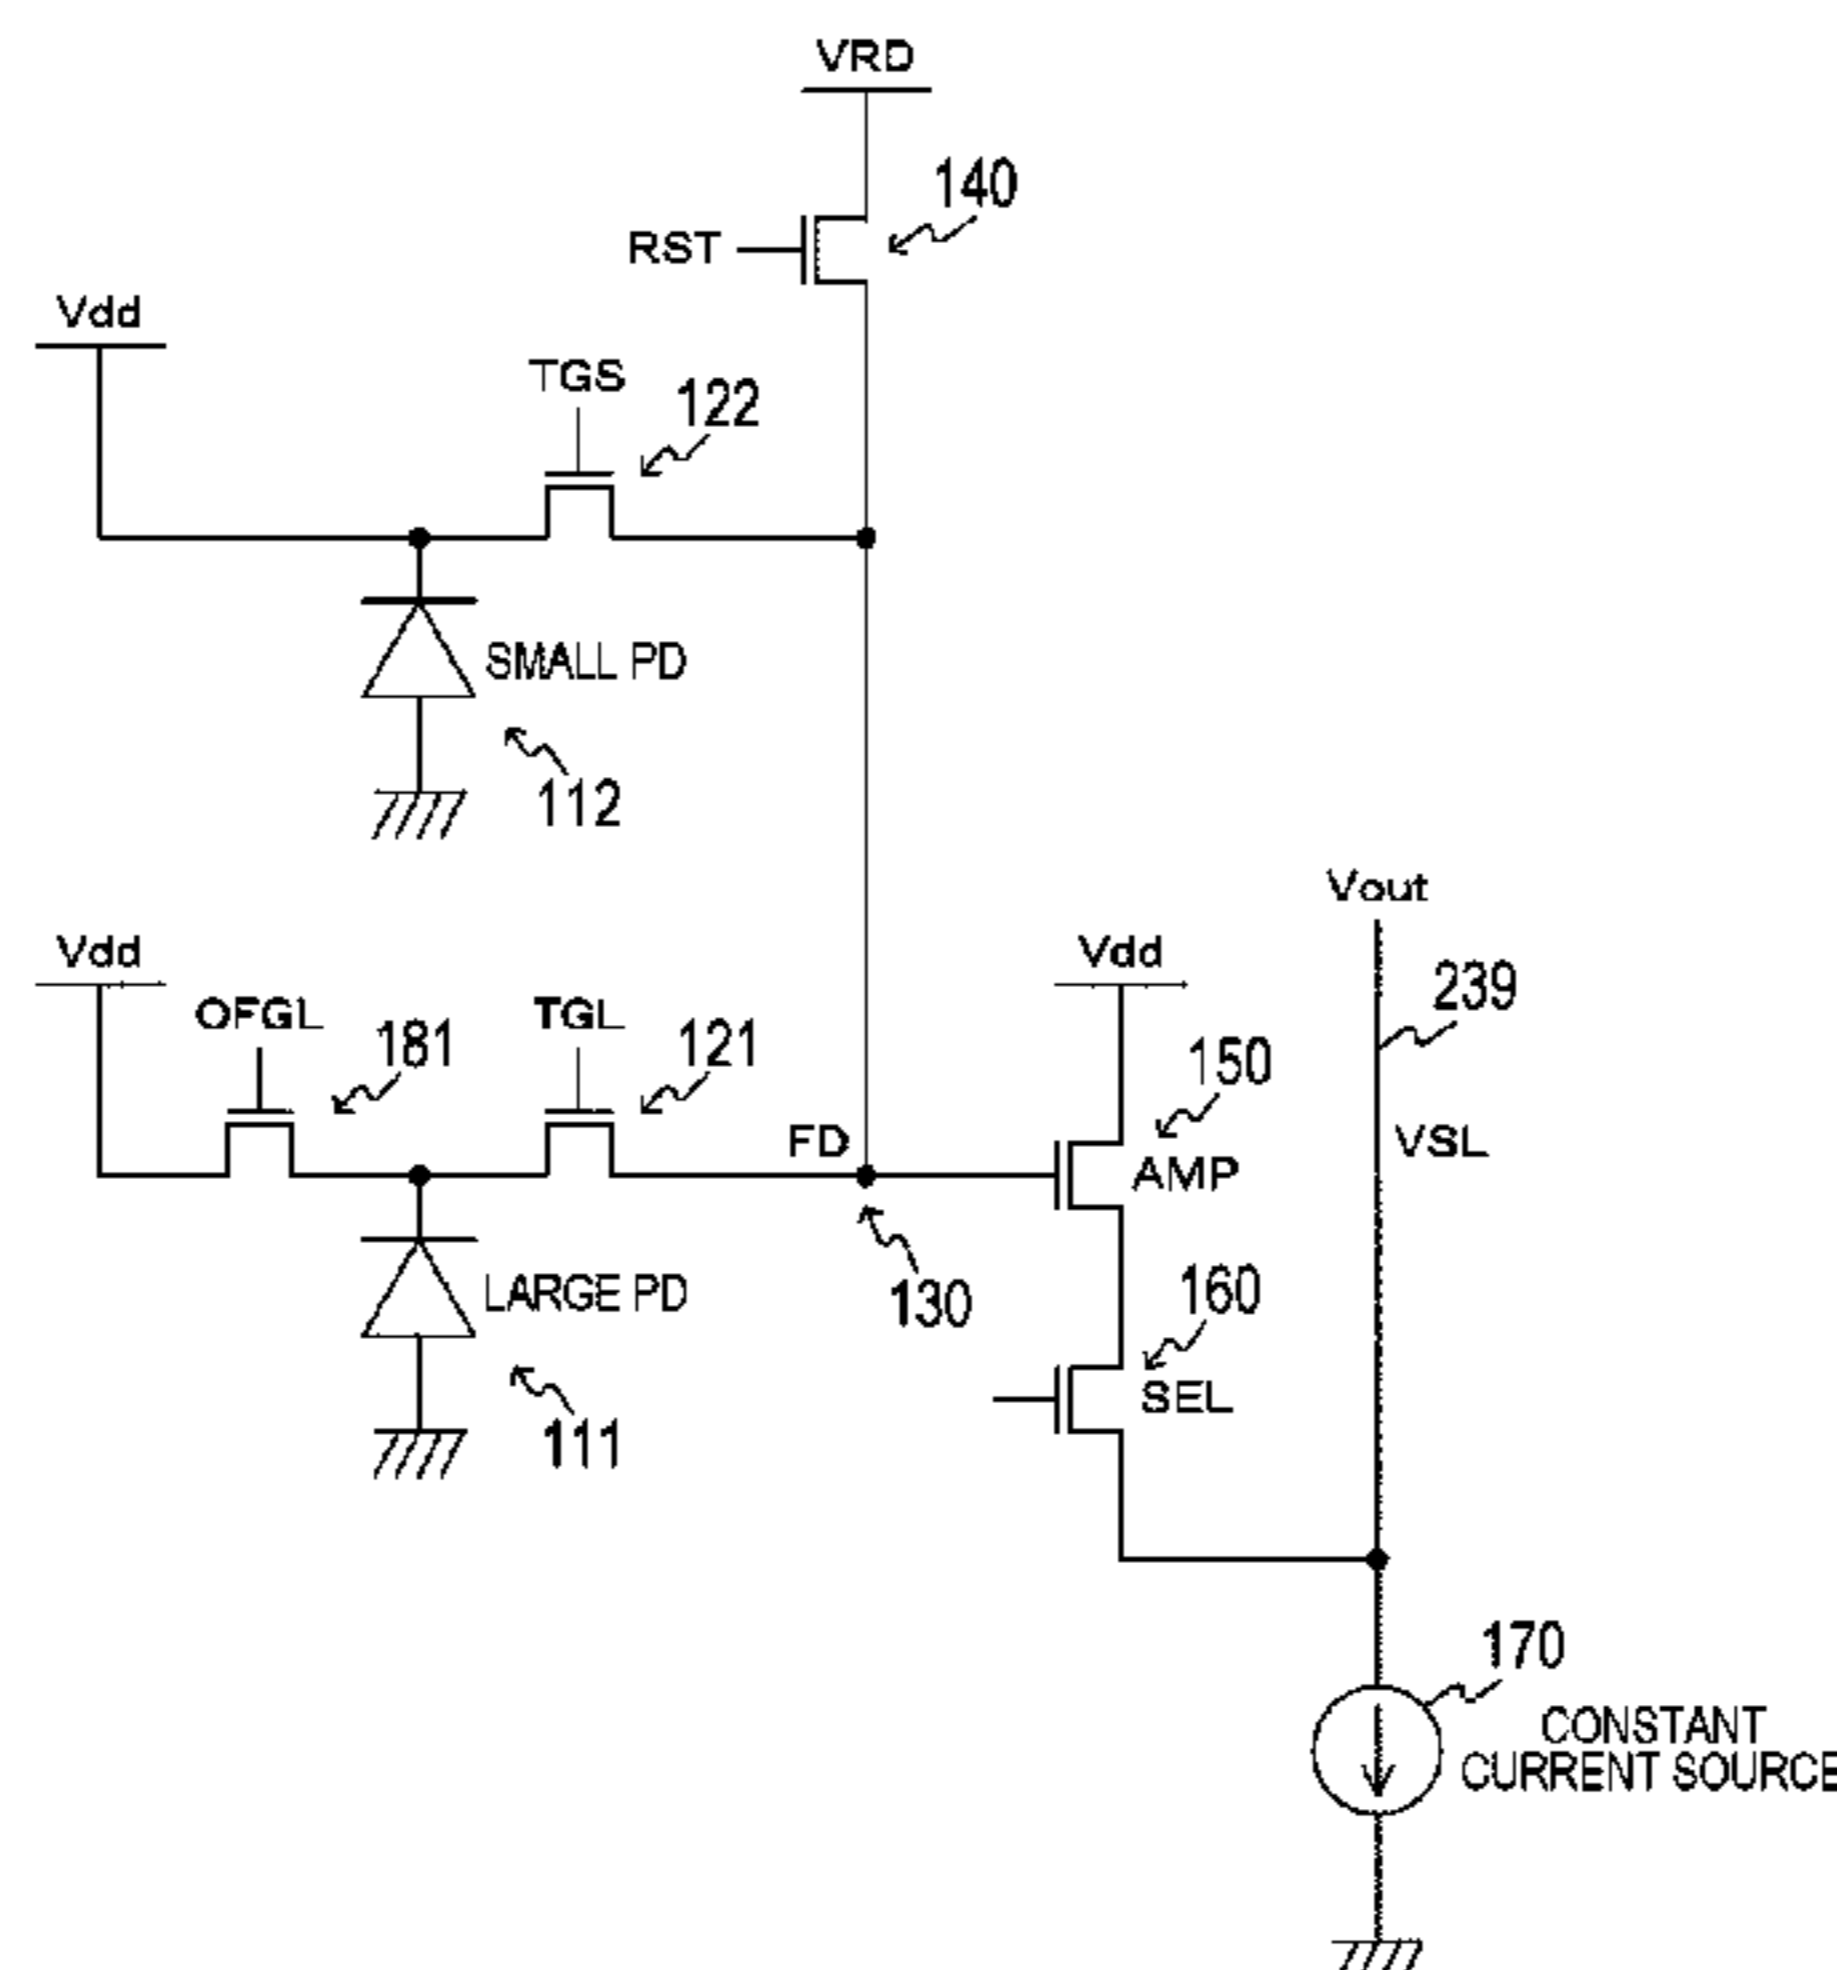 VRD
140
RST
Vdd
TGS
122
SMALL PD
112
Vout
Vdd
Vdd
239
OFGL
181
TGL
121
150
FD
VSL
AMP
130
160
LARGE PD
SEL
111
170
CONSTANT
CURRENT SOURCE